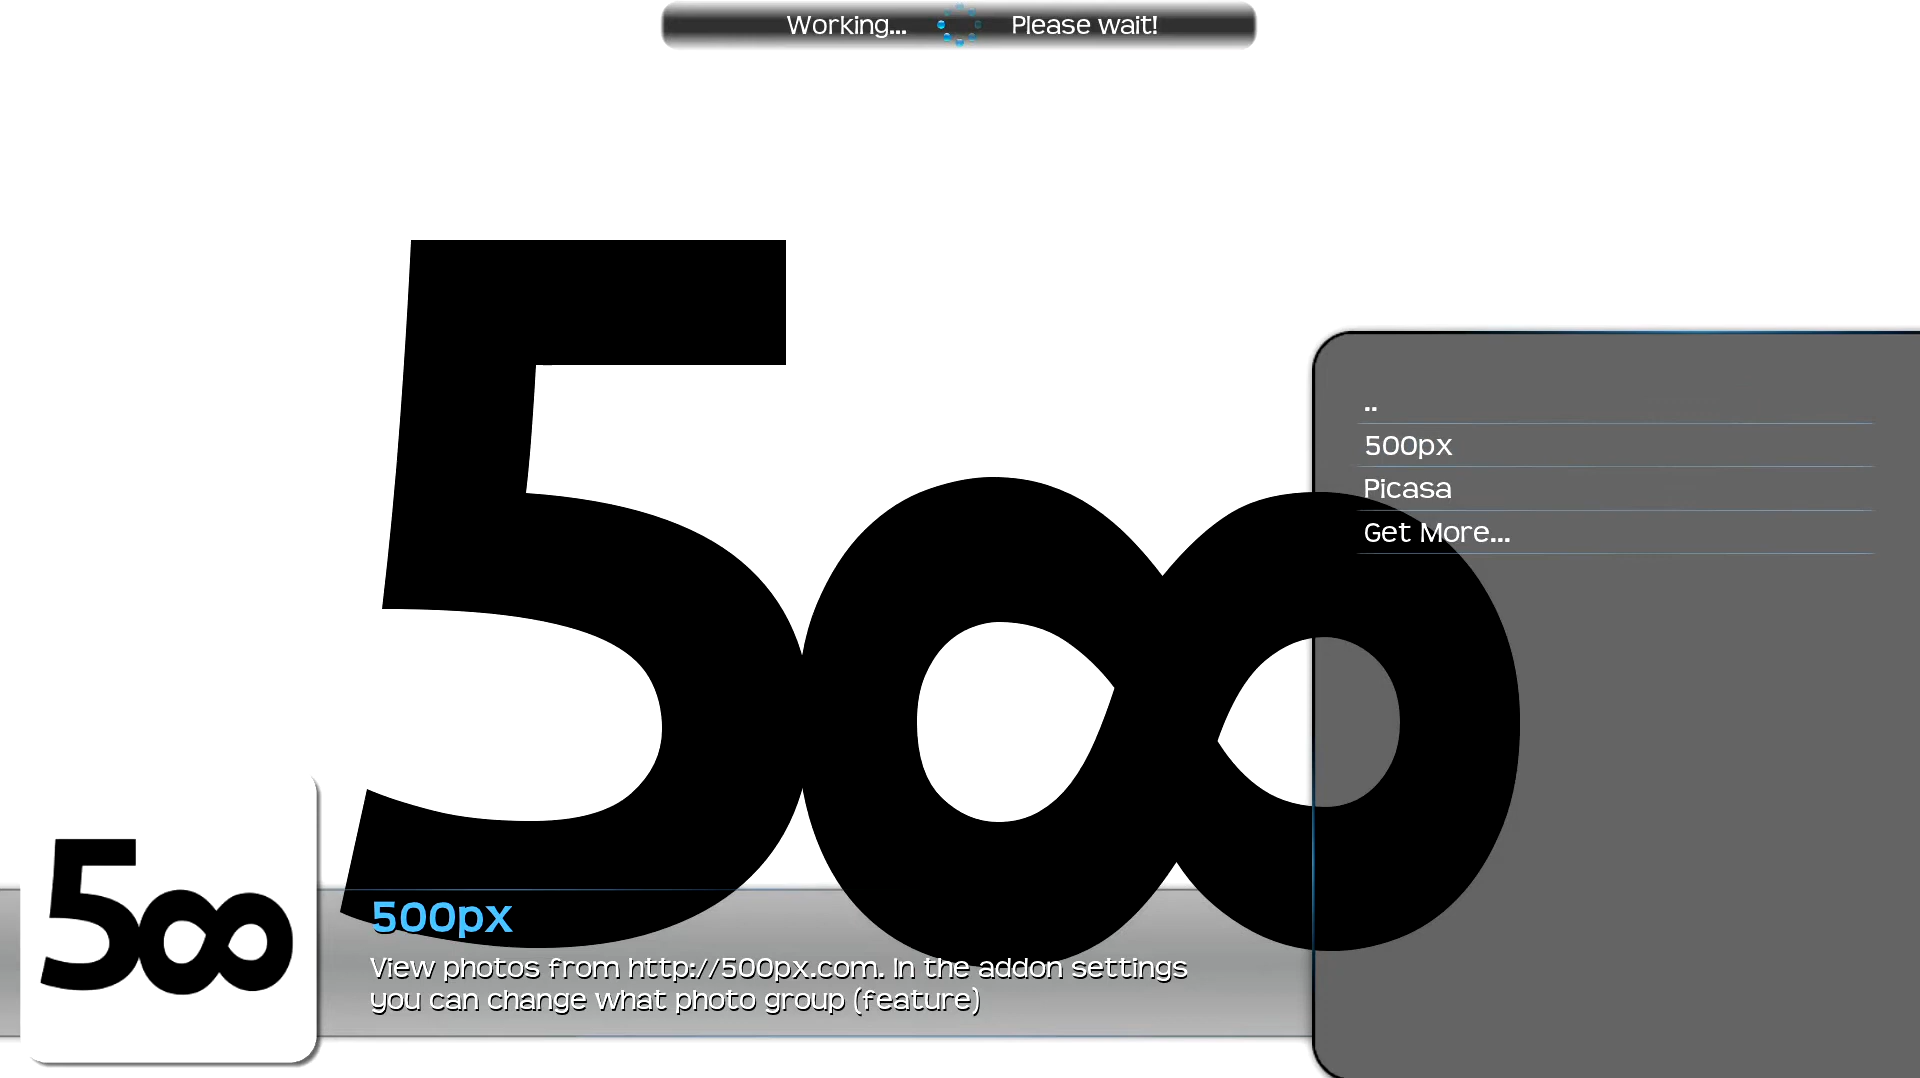 Working... Please wait!
500
..
500px
Picasa
Get More...
500
500px
View photos from http://500px.com. In the addon settings
you can change what photo group (feature)